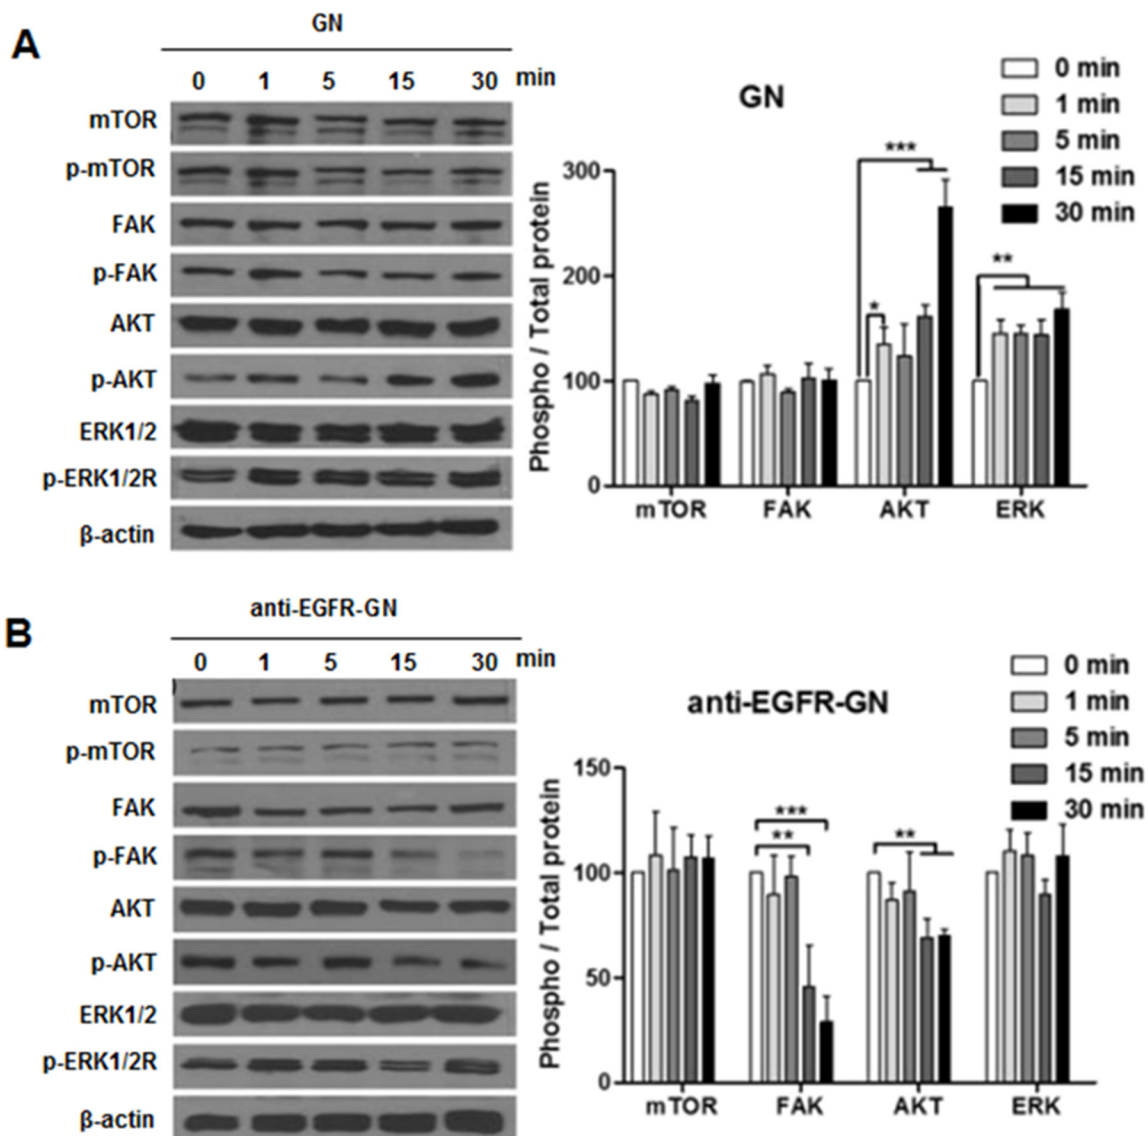 A
GN
0 1 5 15 30 min
mTOR
p-mTOR
FAK
p-FAK
AKT
p-AKT
ERK1/2
p-ERK1/2R
β-actin
GN
0 min
1 min
5 min
15 min
30 min
Phospho / Total protein
300
200
100
0
***
*
**
mTOR FAK AKT ERK
B
anti-EGFR-GN
0 1 5 15 30 min
mTOR
p-mTOR
FAK
p-FAK
AKT
p-AKT
ERK1/2
p-ERK1/2R
β-actin
anti-EGFR-GN
0 min
1 min
5 min
15 min
30 min
Phospho / Total protein
150
100
50
0
***
**
**
mTOR FAK AKT ERK